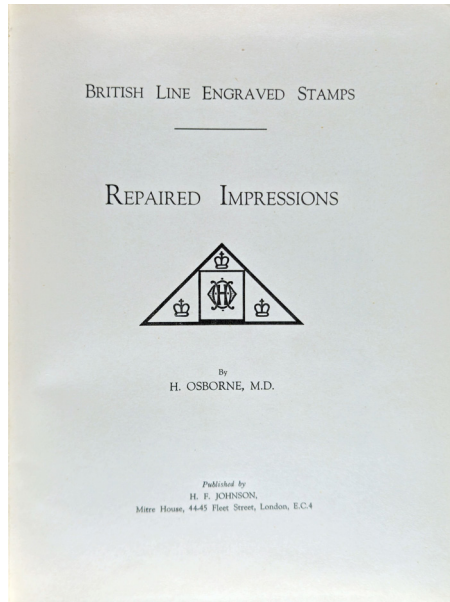 BRITISH LINE ENGRAVED STAMPS
REPAIRED IMPRESSIONS
By
H. OSBORNE, M.D.
Published by
H. F. JOHNSON,
Mitre House, 44-45 Fleet Street, London, E.C.4